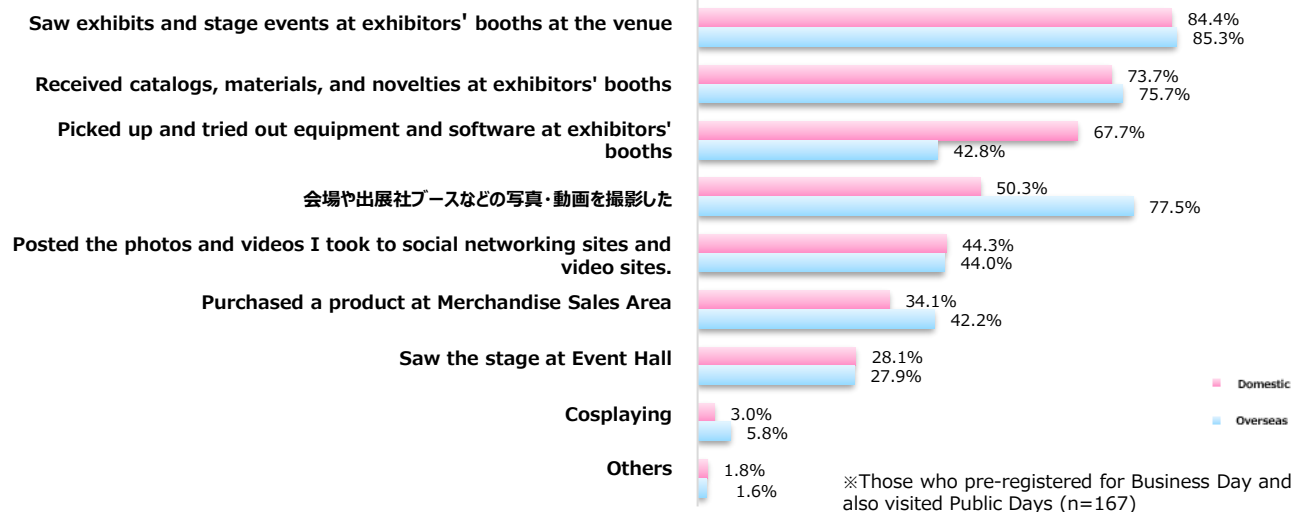 Saw exhibits and stage events at exhibitors' booths at the venue
84.4%
85.3%
Received catalogs, materials, and novelties at exhibitors' booths
73.7%
75.7%
Picked up and tried out equipment and software at exhibitors'
booths
67.7%
42.8%
会場や出展社ブースなどの写真・動画を撮影した
50.3%
77.5%
Posted the photos and videos I took to social networking sites and
video sites.
44.3%
44.0%
Purchased a product at Merchandise Sales Area
34.1%
42.2%
Saw the stage at Event Hall
28.1%
27.9%
Cosplaying
3.0%
5.8%
Others
1.8%
1.6%
Domestic
Overseas
※Those who pre-registered for Business Day and
also visited Public Days (n=167)